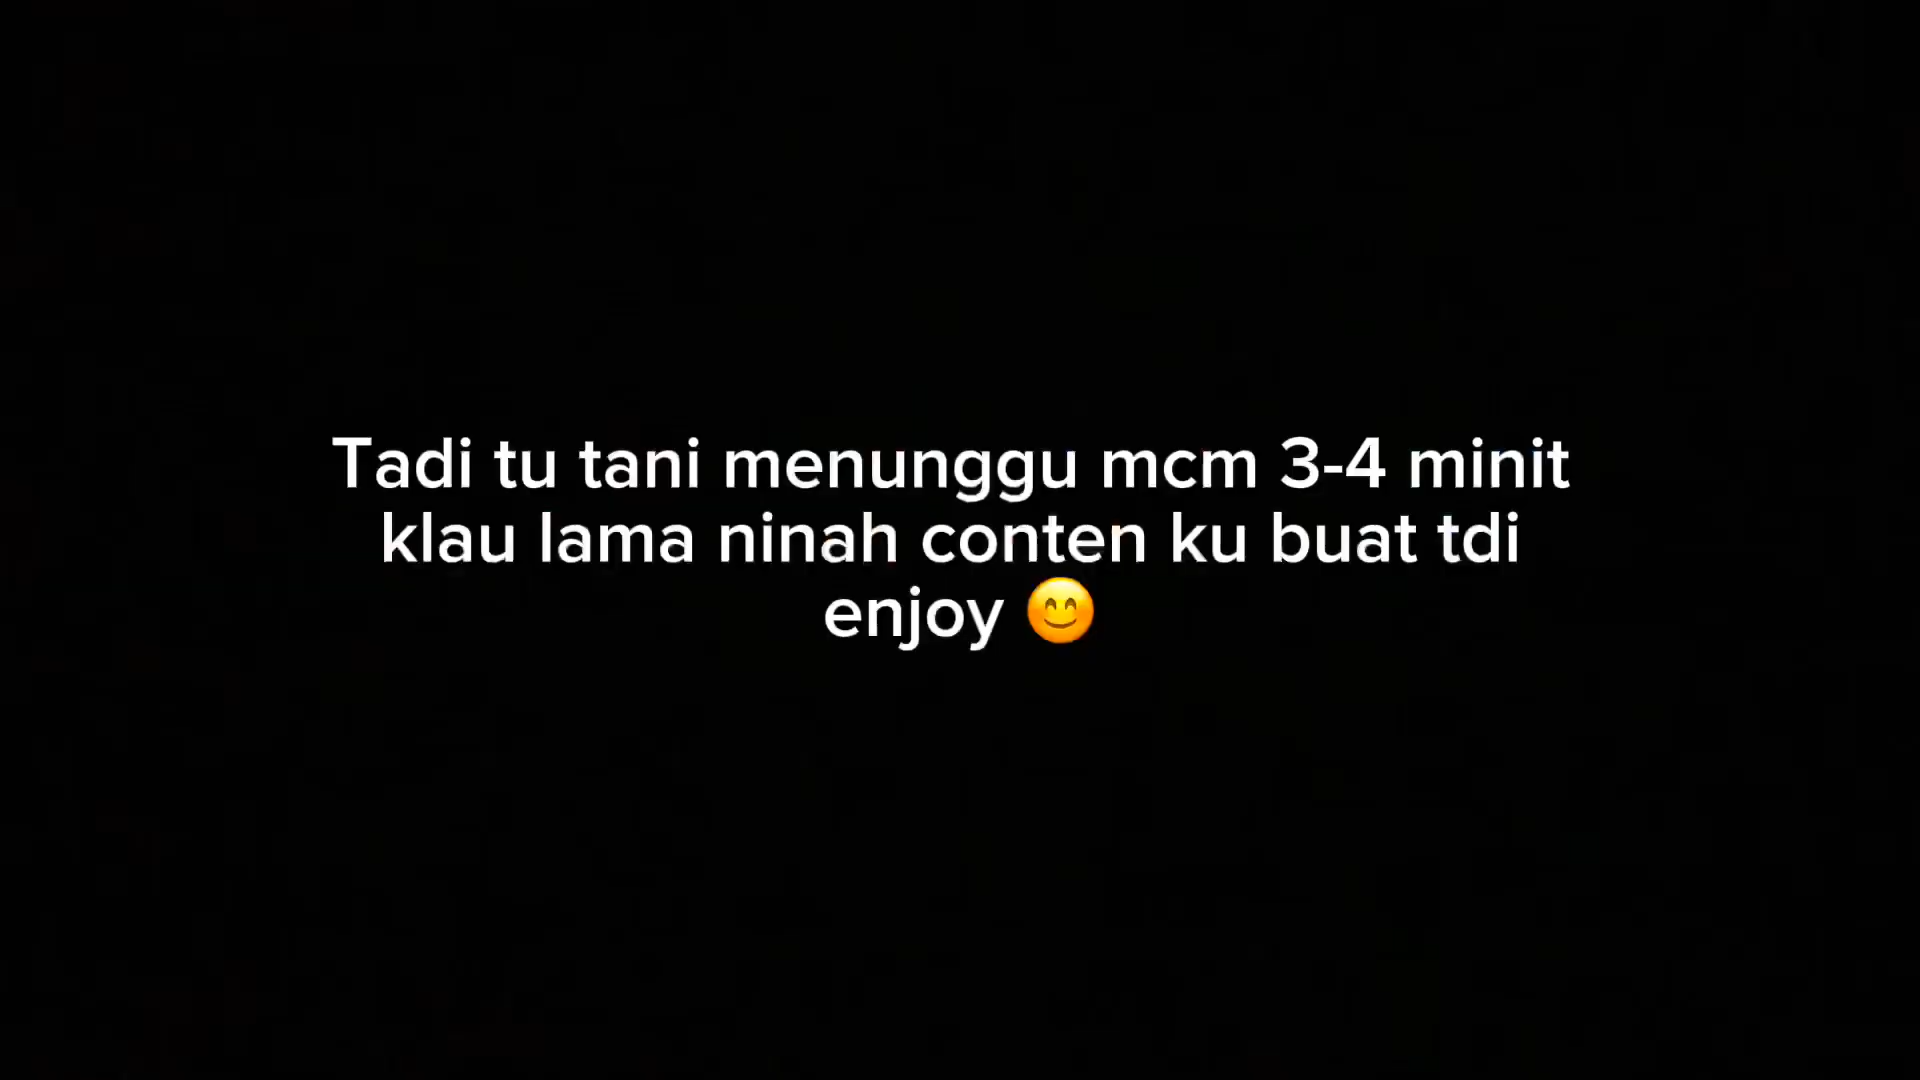 Tadi tu tani menunggu mcm 3-4 minit
klau lama ninah conten ku buat tdi
enjoy 😊